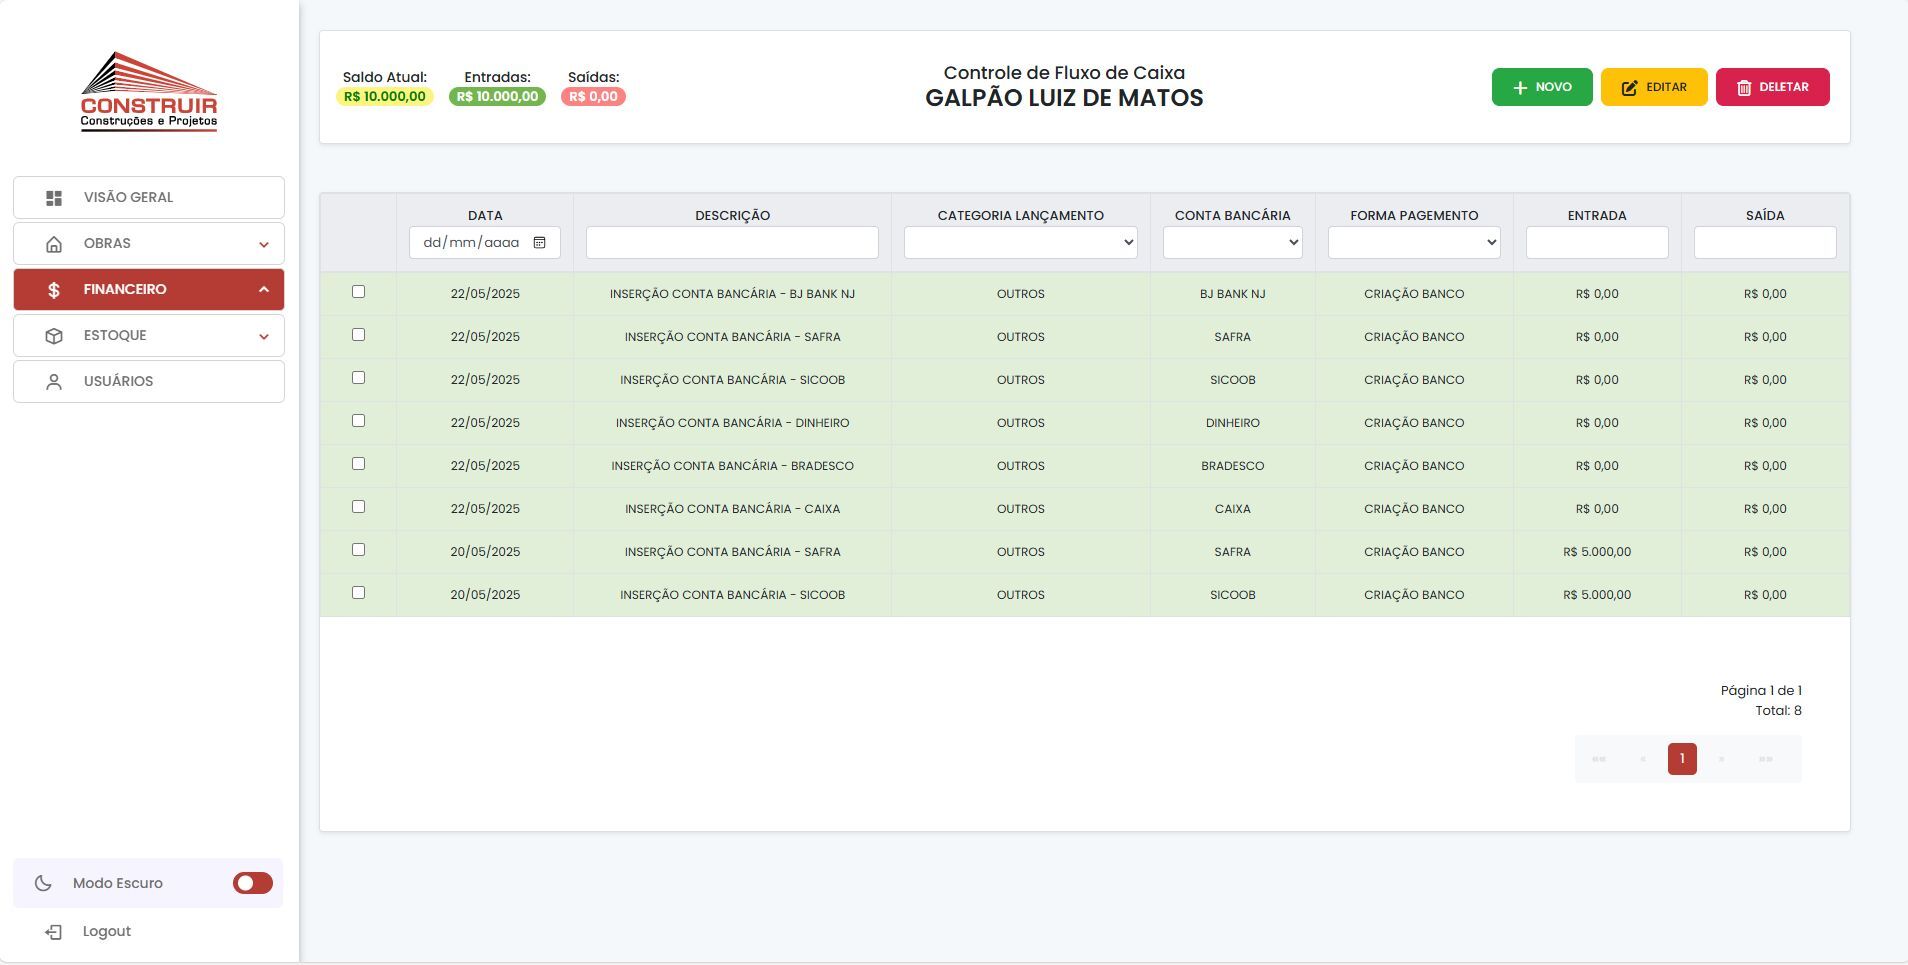 CONSTRUIR
Construções e Projetos
VISÃO GERAL
OBRAS
FINANCEIRO
ESTOQUE
USUÁRIOS
Modo Escuro
Logout
Saldo Atual: Entradas: Saídas:
R$ 10.000,00 R$ 10.000,00 R$ 0,00
Controle de Fluxo de Caixa
GALPÃO LUIZ DE MATOS
NOVO EDITAR DELETAR
DATA DESCRIÇÃO CATEGORIA LANÇAMENTO CONTA BANCÁRIA FORMA PAGEMENTO ENTRADA SAÍDA
dd/mm/aaaa
22/05/2025 INSERÇÃO CONTA BANCÁRIA - BJ BANK NJ OUTROS BJ BANK NJ CRIAÇÃO BANCO R$ 0,00 R$ 0,00
22/05/2025 INSERÇÃO CONTA BANCÁRIA - SAFRA OUTROS SAFRA CRIAÇÃO BANCO R$ 0,00 R$ 0,00
22/05/2025 INSERÇÃO CONTA BANCÁRIA - SICOOB OUTROS SICOOB CRIAÇÃO BANCO R$ 0,00 R$ 0,00
22/05/2025 INSERÇÃO CONTA BANCÁRIA - DINHEIRO OUTROS DINHEIRO CRIAÇÃO BANCO R$ 0,00 R$ 0,00
22/05/2025 INSERÇÃO CONTA BANCÁRIA - BRADESCO OUTROS BRADESCO CRIAÇÃO BANCO R$ 0,00 R$ 0,00
22/05/2025 INSERÇÃO CONTA BANCÁRIA - CAIXA OUTROS CAIXA CRIAÇÃO BANCO R$ 0,00 R$ 0,00
20/05/2025 INSERÇÃO CONTA BANCÁRIA - SAFRA OUTROS SAFRA CRIAÇÃO BANCO R$ 5.000,00 R$ 0,00
20/05/2025 INSERÇÃO CONTA BANCÁRIA - SICOOB OUTROS SICOOB CRIAÇÃO BANCO R$ 5.000,00 R$ 0,00
Página 1 de 1
Total: 8
«« « 1 » »»